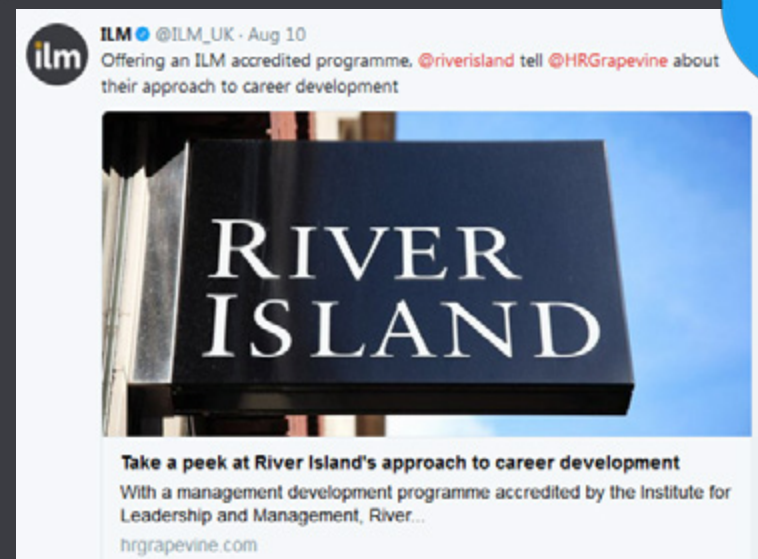 ilm
ILM @ILM_UK · Aug 10
Offering an ILM accredited programme, @riverisland tell @HRGrapevine about
their approach to career development
RIVER
ISLAND
Take a peek at River Island's approach to career development
With a management development programme accredited by the Institute for
Leadership and Management, River...
hrgrapevine.com